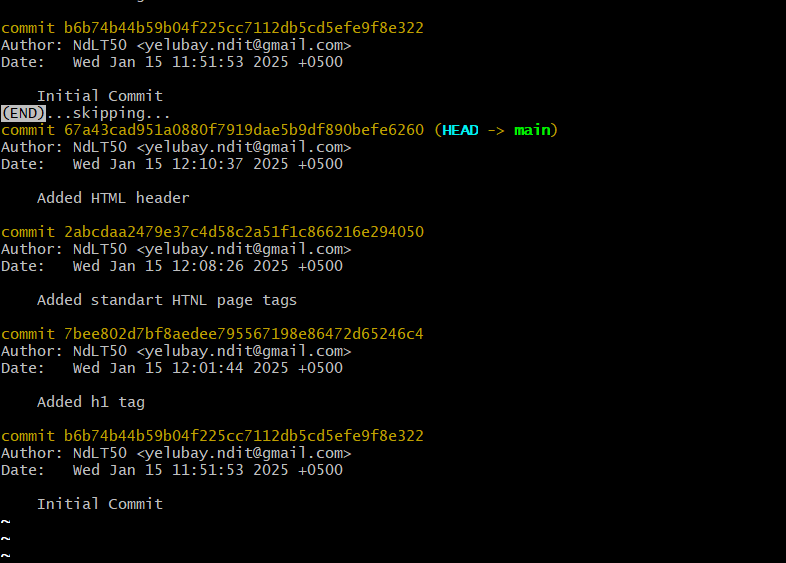 commit b6b74b44b59b04f225cc7112db5cd5efe9f8e322
Author: NdLT50 <yelubay.ndit@gmail.com>
Date:   Wed Jan 15 11:51:53 2025 +0500
    Initial Commit
(END)...skipping...
commit 67a43cad951a0880f7919dae5b9df890befe6260 (HEAD -> main)
Author: NdLT50 <yelubay.ndit@gmail.com>
Date:   Wed Jan 15 12:10:37 2025 +0500
    Added HTML header
commit 2abcdaa2479e37c4d58c2a51f1c866216e294050
Author: NdLT50 <yelubay.ndit@gmail.com>
Date:   Wed Jan 15 12:08:26 2025 +0500
    Added standart HTNL page tags
commit 7bee802d7bf8aedee795567198e86472d65246c4
Author: NdLT50 <yelubay.ndit@gmail.com>
Date:   Wed Jan 15 12:01:44 2025 +0500
    Added h1 tag
commit b6b74b44b59b04f225cc7112db5cd5efe9f8e322
Author: NdLT50 <yelubay.ndit@gmail.com>
Date:   Wed Jan 15 11:51:53 2025 +0500
    Initial Commit
~
~
~